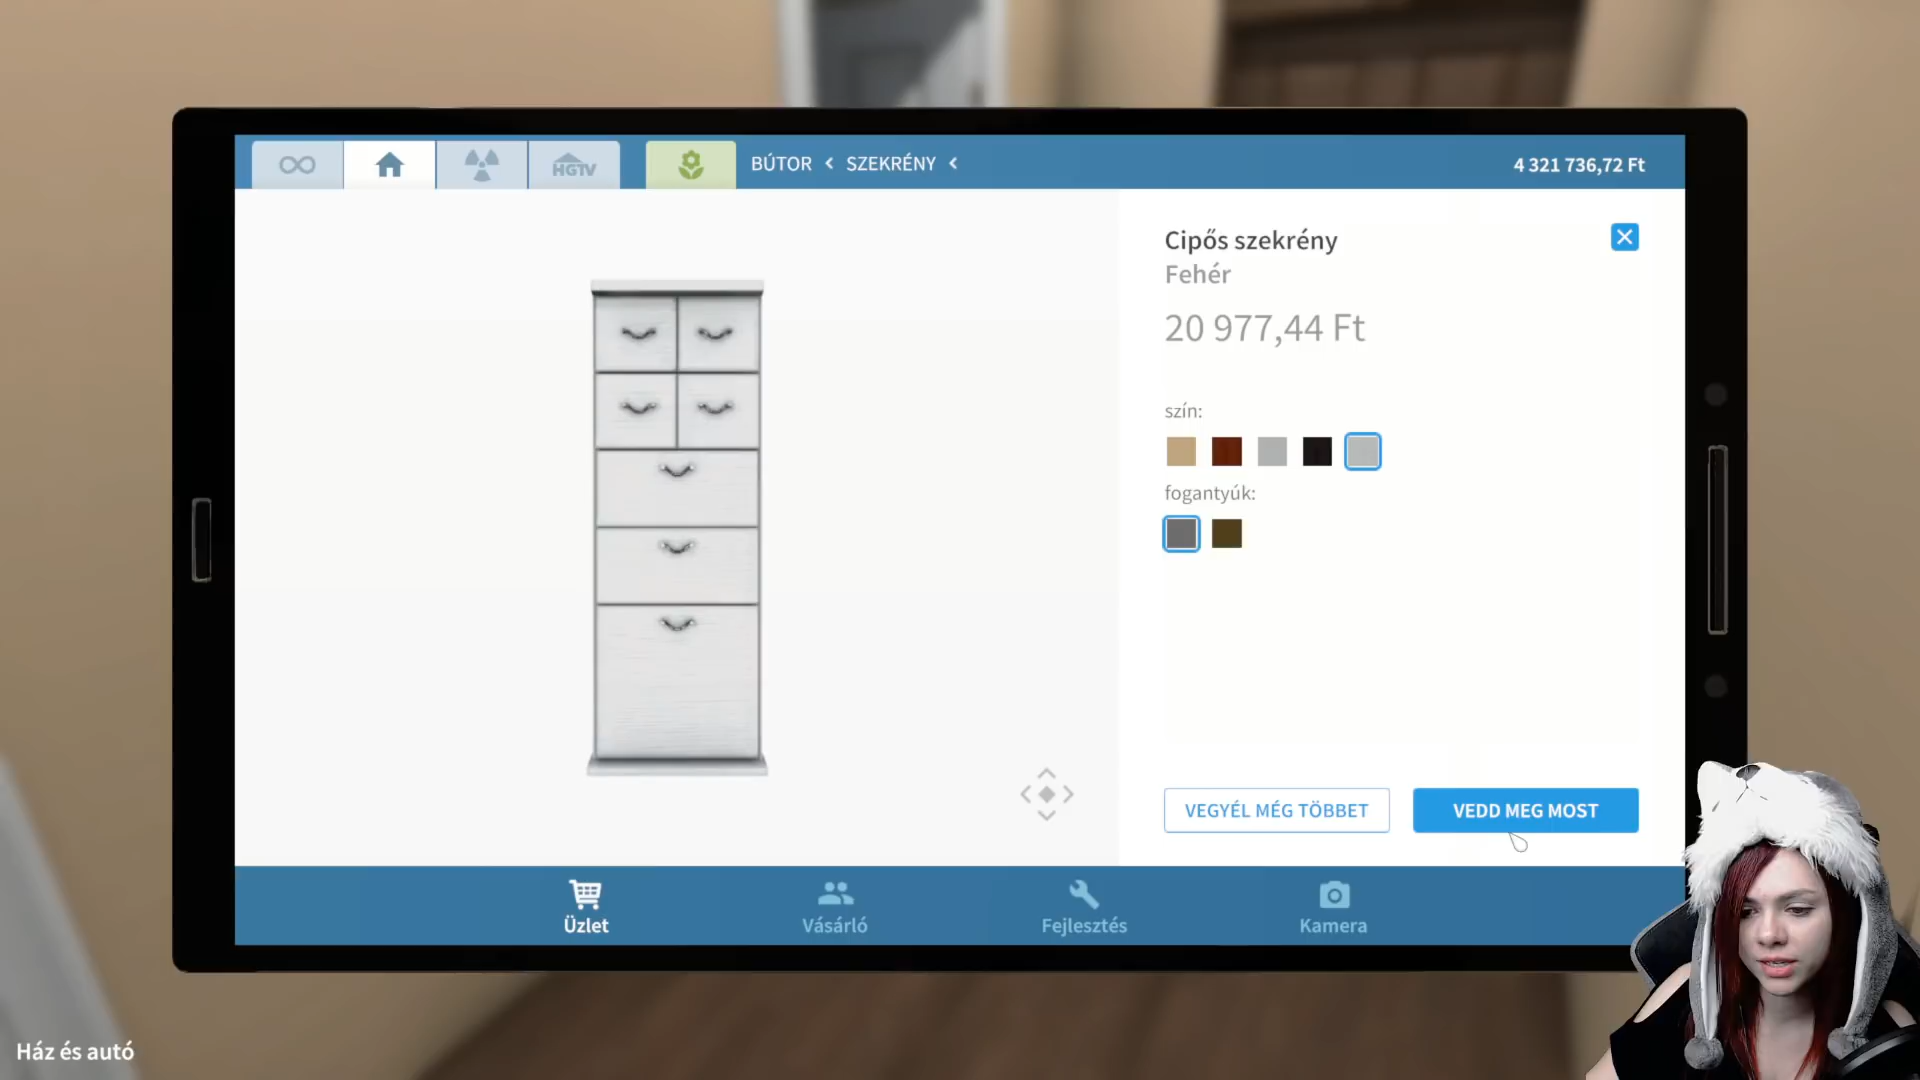 HGTV
BÚTOR < SZEKRÉNY <
4 321 736,72 Ft
Cipős szekrény
Fehér
20 977,44 Ft
szín:
fogantyúk:
VEGYÉL MÉG TÖBBET
VEDD MEG MOST
Üzlet
Vásárló
Fejlesztés
Kamera
Ház és autó